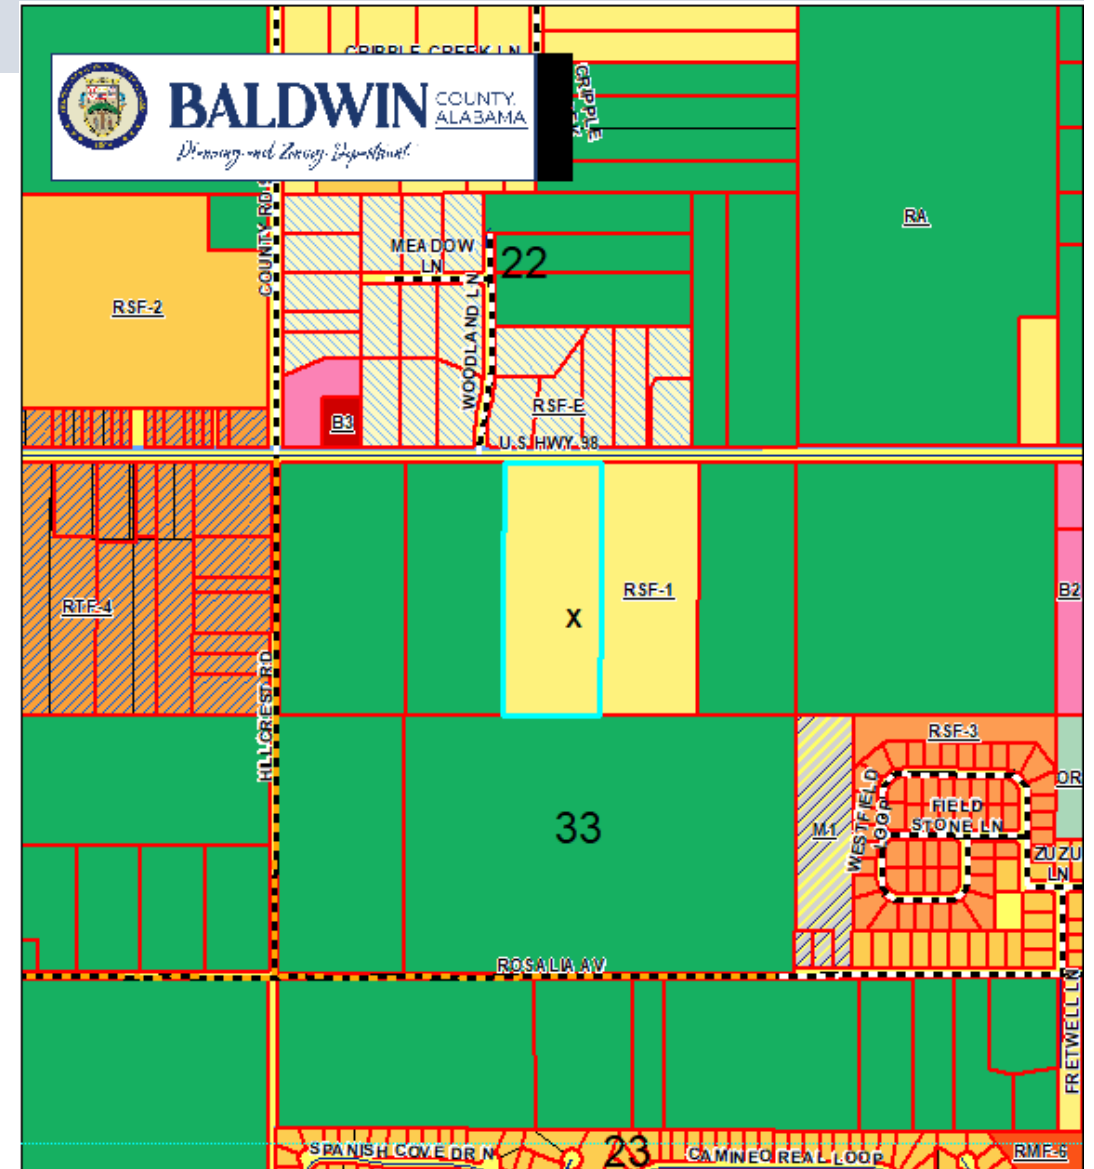 CRIPPLE CREEK LN
CRIPPLE
BALDWIN COUNTY,
ALABAMA
Planning and Zoning Department
COUNTY RD
MEADOW
LN
22
RA
RSF-2
WOODLAND LN
RSF-E
B3
U S HWY 98
RSF-1
B2
RTF-4
X
HILLCREST RD
RSF-3
OR
WESTFIELD
LOOP
FIELD
STONE LN
33
M1
ZUZU
LN
ROSALIA AV
FRETWELL LN
SPANISH COVE DR N
23
CAMINEO REAL LOOP
RMF-6